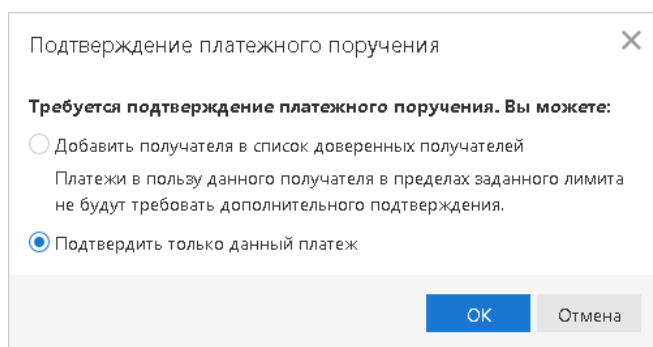 Подтверждение платежного поручения
Требуется подтверждение платежного поручения. Вы можете:
Добавить получателя в список доверенных получателей
Платежи в пользу данного получателя в пределах заданного лимита
не будут требовать дополнительного подтверждения.
Подтвердить только данный платеж
ОК Отмена